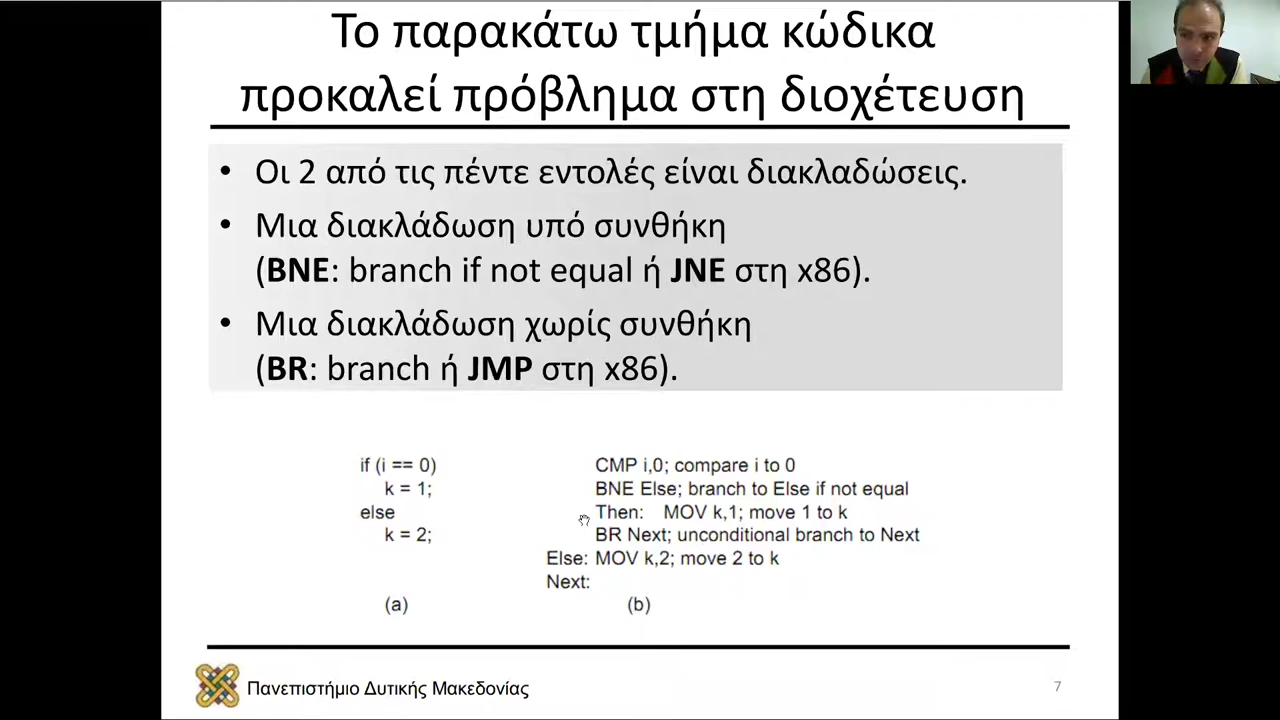 Το παρακάτω τμήμα κώδικα
προκαλεί πρόβλημα στη διοχέτευση
• Οι 2 από τις πέντε εντολές είναι διακλαδώσεις.
• Μια διακλάδωση υπό συνθήκη
(BNE: branch if not equal ή JNE στη x86).
• Μια διακλάδωση χωρίς συνθήκη
(BR: branch ή JMP στη x86).
if (i == 0)
k = 1;
else
k = 2;
(a)
CMP i,0; compare i to 0
BNE Else; branch to Else if not equal
Then: MOV k,1; move 1 to k
BR Next; unconditional branch to Next
Else: MOV k,2; move 2 to k
Next:
(b)
Πανεπιστήμιο Δυτικής Μακεδονίας
7